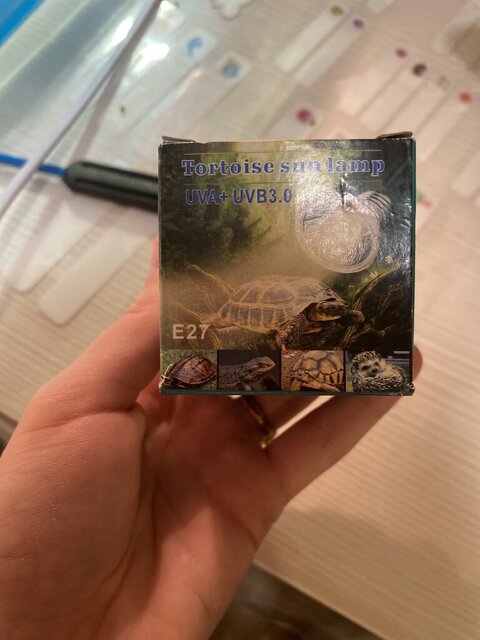 Tortoise sun lamp
UVA+UVB3.0
E27